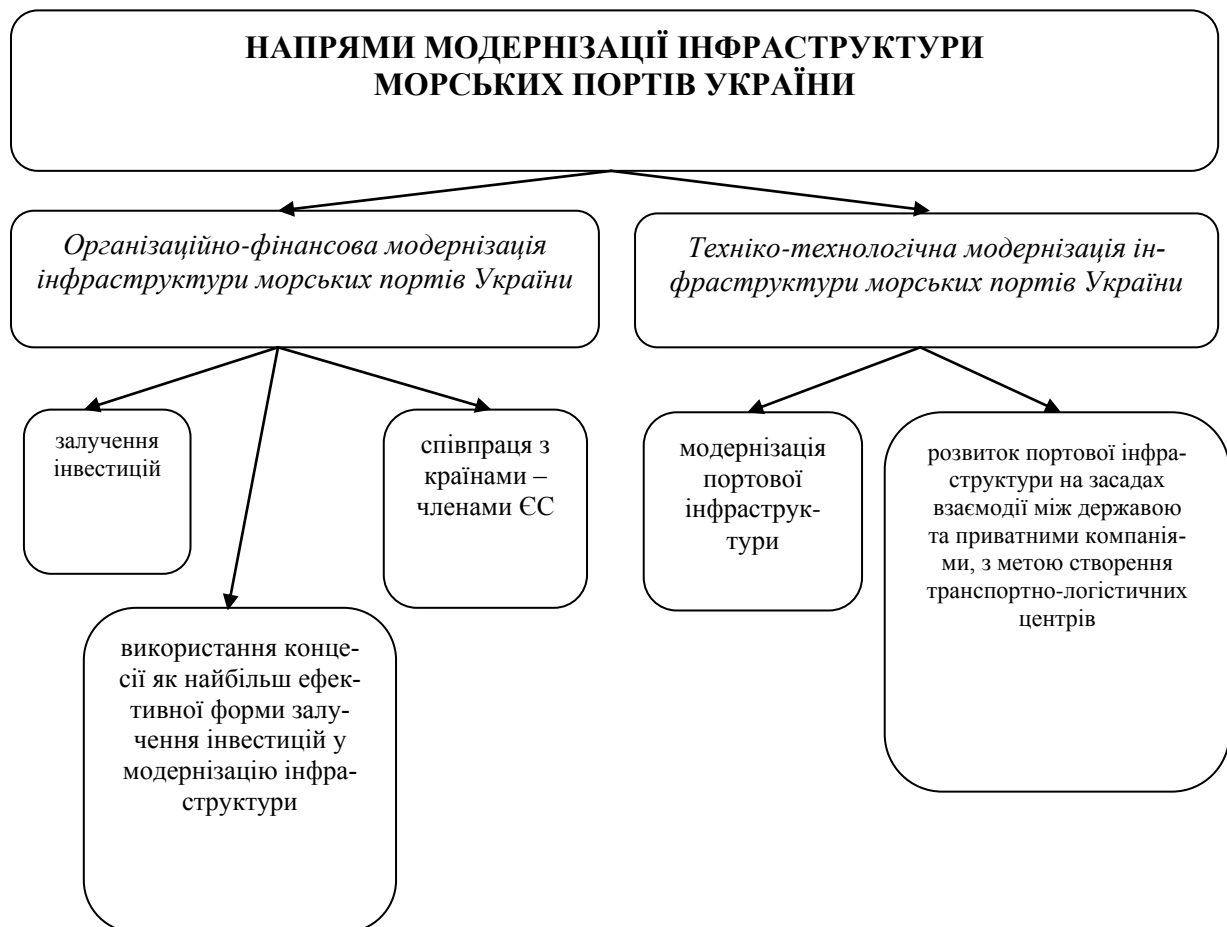 НАПРЯМИ МОДЕРНІЗАЦІЇ ІНФРАСТРУКТУРИ
МОРСЬКИХ ПОРТІВ УКРАЇНИ
Організаційно-фінансова модернізація
інфраструктури морських портів України
Техніко-технологічна модернізація ін-
фраструктури морських портів України
залучення
інвестицій
використання конце-
сії як найбільш ефек-
тивної форми залу-
чення інвестицій у
модернізацію інфра-
структури
співпраця з
країнами –
членами ЄС
модернізація
портової
інфраструк-
тури
розвиток портової інфра-
структури на засадах
взаємодії між державою
та приватними компанія-
ми, з метою створення
транспортно-логістичних
центрів